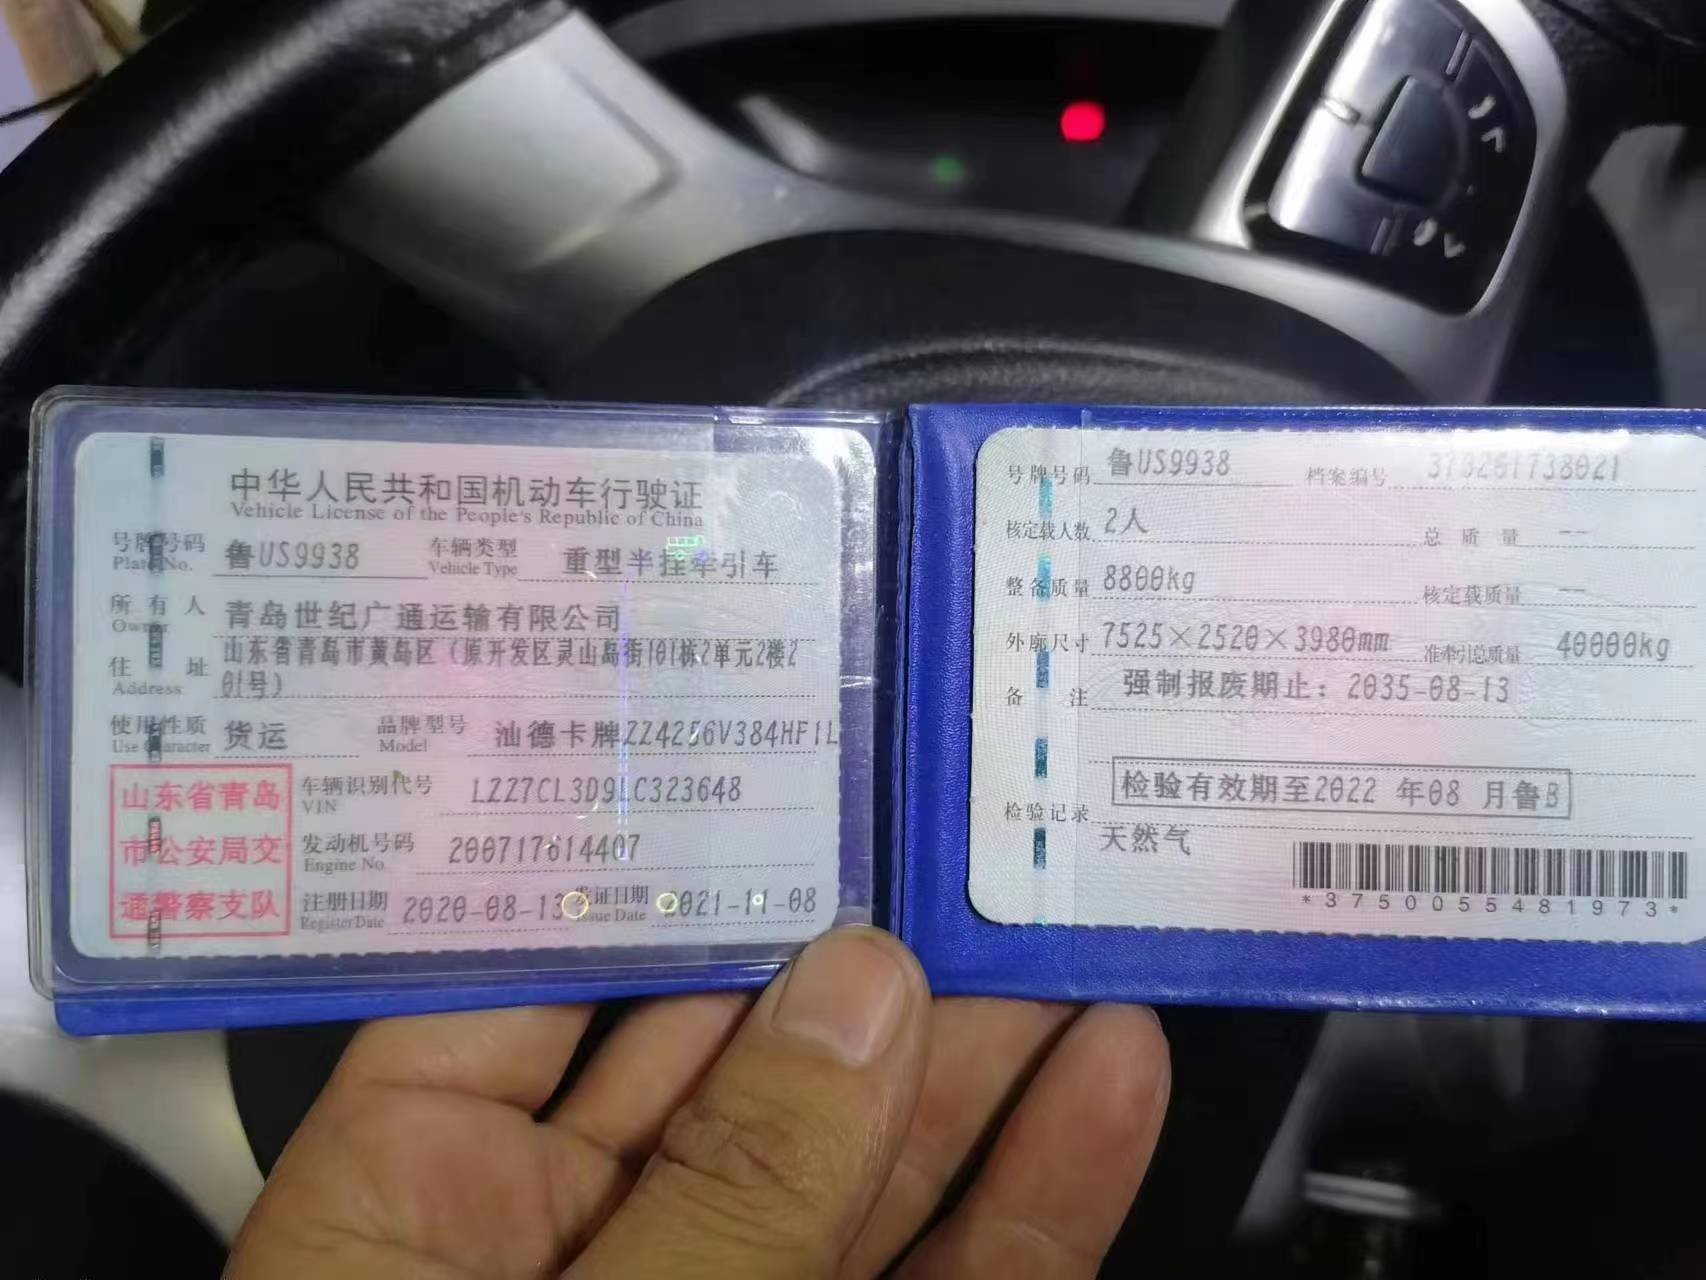 中华人民共和国机动车行驶证
Vehicle License of the People's Republic of China
号牌号码 鲁US9938 车辆类型 重型半挂牵引车
Plate No. Vehicle Type
所有人 青岛世纪广通运输有限公司
Owner
住址 山东省青岛市黄岛区(原开发区灵山岛街101栋2单元2楼2
Address 01号)
使用性质 货运 品牌型号 汕德卡牌ZZ4256V384HF1L
Use Character Model
山东省青岛
市公安局交
通警察支队
车辆识别代号 LZZ7CL3D9LC323648
VIN
发动机号码 200717614407
Engine No.
注册日期 2020-08-13 发证日期 2021-11-08
Register Date Issue Date
号牌号码 鲁US9938 档案编号 370261738021
核定载人数 2人 总质量 --
整备质量 8800kg 核定载质量 --
外廓尺寸 7525×2520×3980mm 准牵引总质量 40000kg
备注 强制报废期止:2035-08-13
检验有效期至2022 年08 月鲁B
检验记录
天然气
*3750055481973*